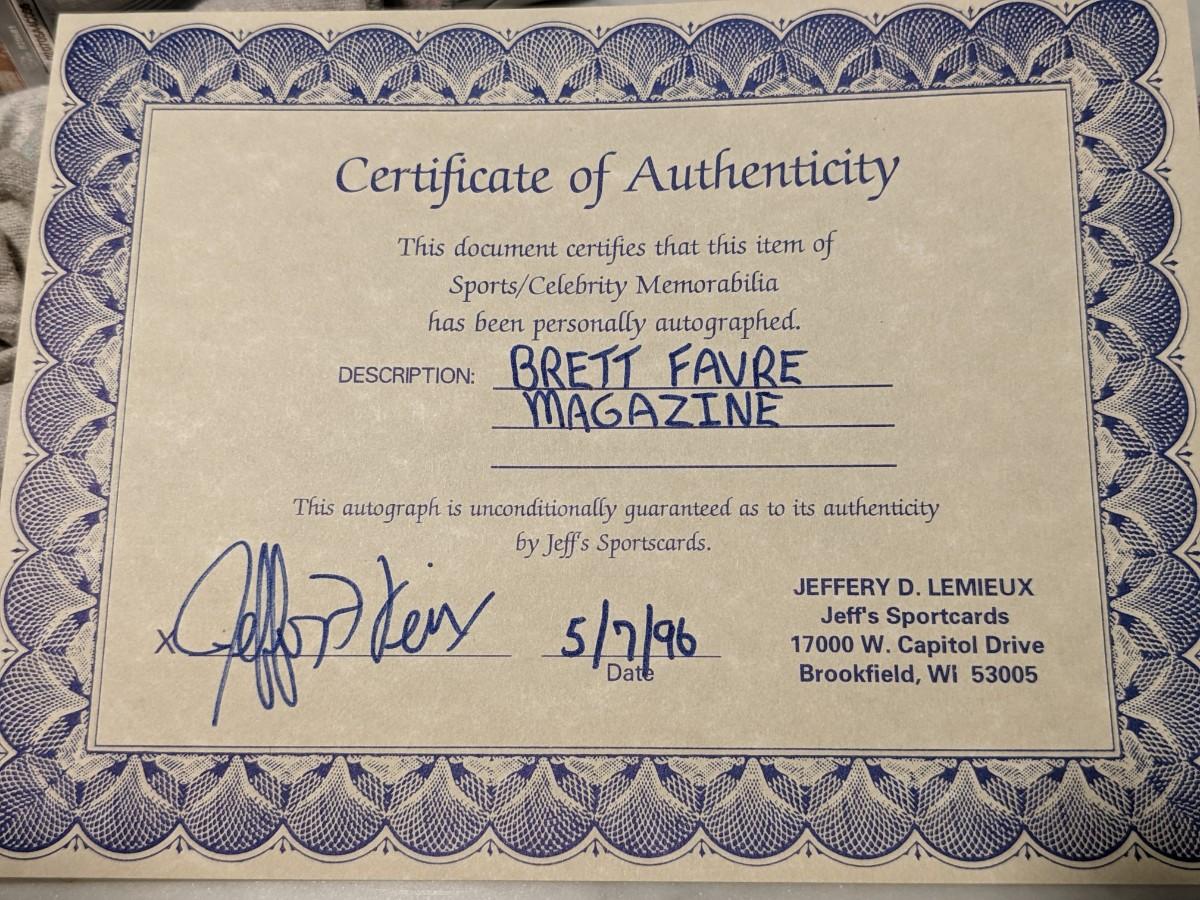 Certificate of Authenticity
This document certifies that this item of
Sports/Celebrity Memorabilia
has been personally autographed.
DESCRIPTION: BRETT FAVRE
MAGAZINE
This autograph is unconditionally guaranteed as to its authenticity
by Jeff's Sportscards.
X
5/7/96
Date
JEFFERY D. LEMIEUX
Jeff's Sportcards
17000 W. Capitol Drive
Brookfield, WI 53005